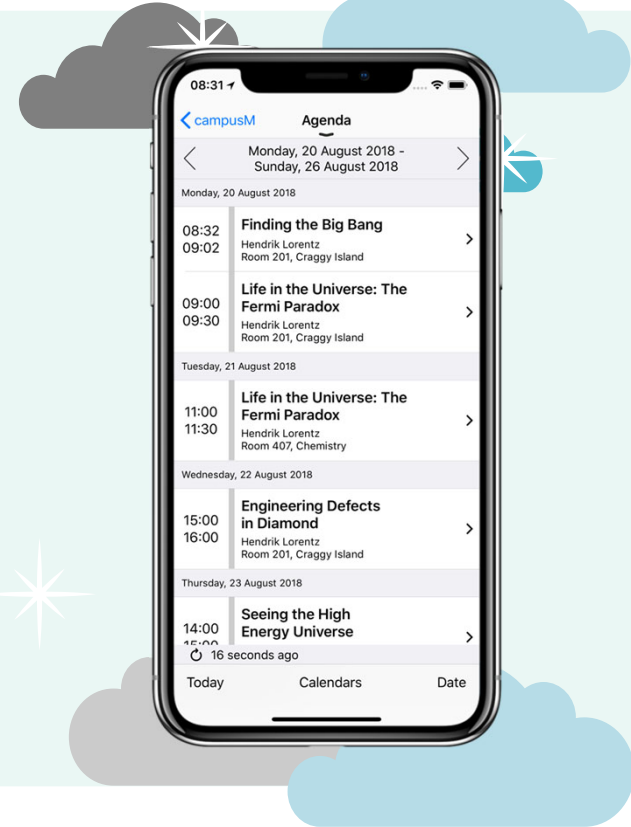 08:31
campusM
Agenda
Monday, 20 August 2018 -
Sunday, 26 August 2018
Monday, 20 August 2018
08:32
09:02
Finding the Big Bang
Hendrik Lorentz
Room 201, Craggy Island
09:00
09:30
Life in the Universe: The
Fermi Paradox
Hendrik Lorentz
Room 201, Craggy Island
Tuesday, 21 August 2018
11:00
11:30
Life in the Universe: The
Fermi Paradox
Hendrik Lorentz
Room 407, Chemistry
Wednesday, 22 August 2018
15:00
16:00
Engineering Defects
in Diamond
Hendrik Lorentz
Room 201, Craggy Island
Thursday, 23 August 2018
14:00
Seeing the High
Energy Universe
16 seconds ago
Today
Calendars
Date